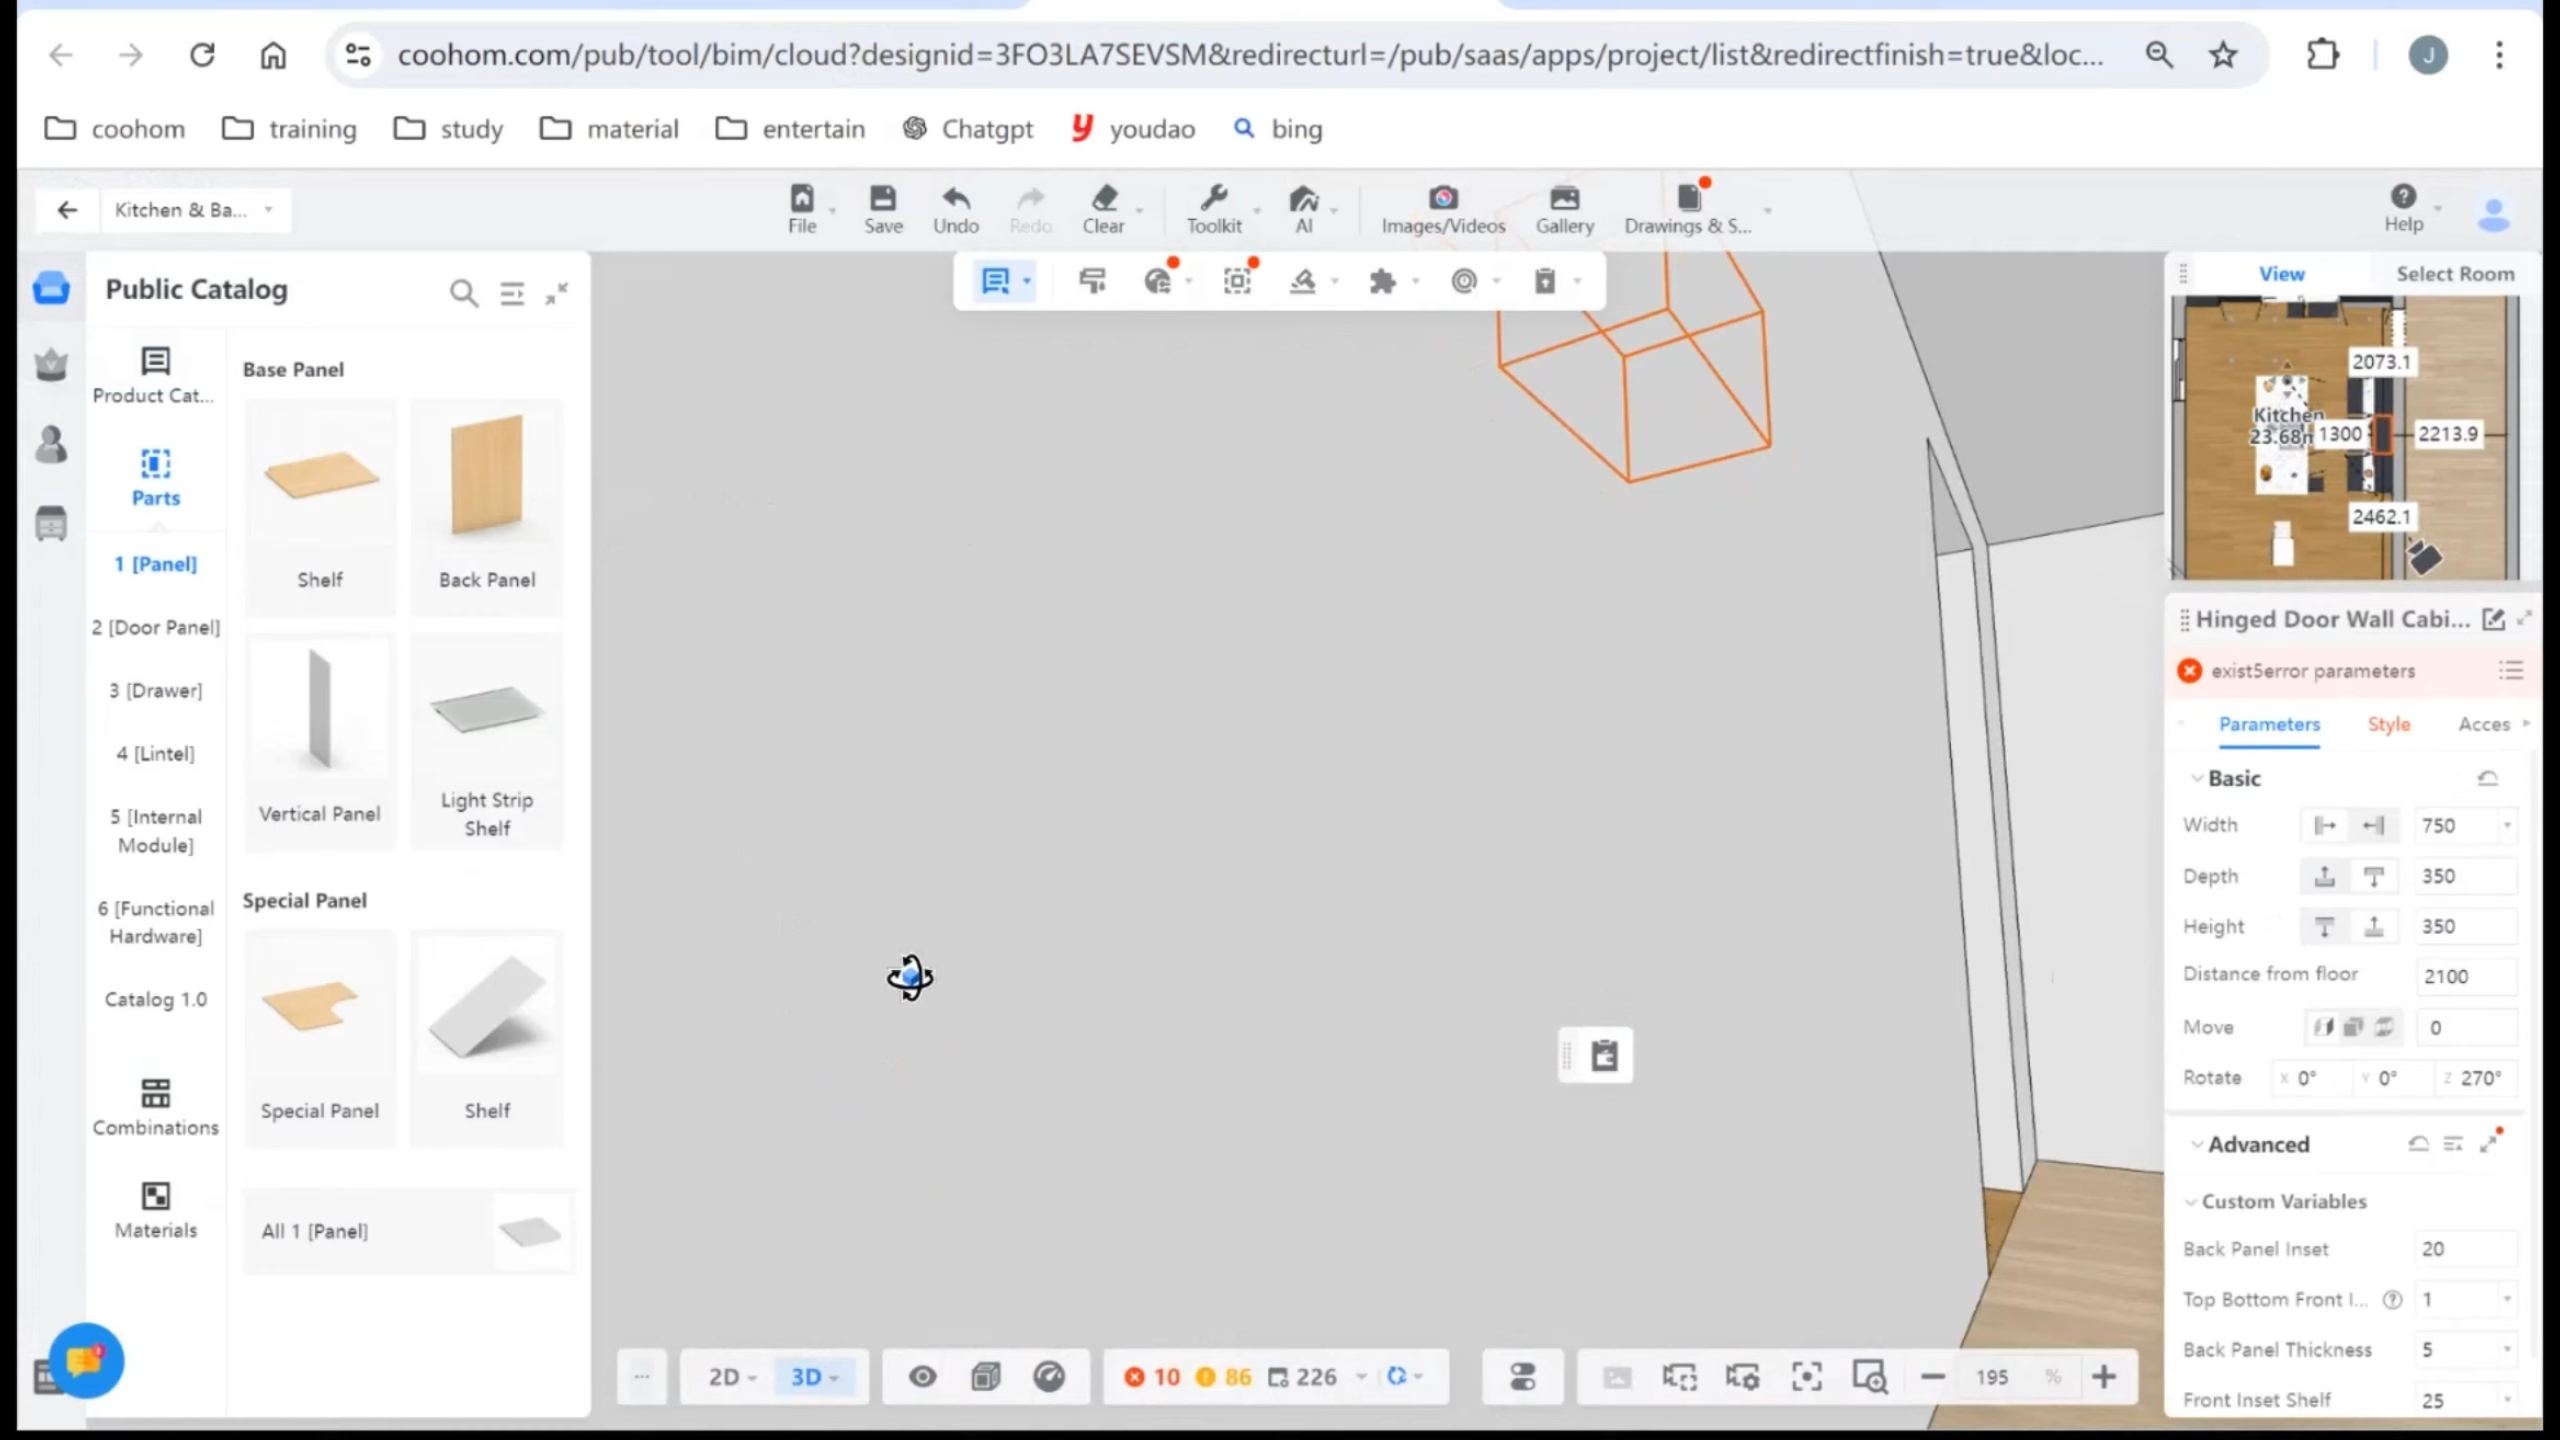 coohom.com/pub/tool/bim/cloud?designid=3FO3LA7SEVSM&redirecturl=/pub/saas/apps/project/list&redirectfinish=true&loc...
J
coohom
training
study
material
entertain
Chatgpt
y youdao
bing
Kitchen & Ba...
File
Save
Undo
Redo
Clear
Toolkit
AI
Images/Videos
Gallery
Drawings & S...
Help
Public Catalog
Product Cat...
Parts
1 [Panel]
2 [Door Panel]
3 [Drawer]
4 [Lintel]
5 [Internal
Module]
6 [Functional
Hardware]
Catalog 1.0
Combinations
Materials
Base Panel
Shelf
Back Panel
Vertical Panel
Light Strip
Shelf
Special Panel
Special Panel
Shelf
All 1 [Panel]
View
Select Room
2073.1
Kitchen
23.68m
1300
2213.9
2462.1
Hinged Door Wall Cabi...
exist5error parameters
Parameters
Style
Acces
Basic
Width
750
Depth
350
Height
350
Distance from floor
2100
Move
0
Rotate
X 0°
Y 0°
Z 270°
Advanced
Custom Variables
Back Panel Inset
20
Top Bottom Front I...
1
Back Panel Thickness
5
Front Inset Shelf
25
2D
3D
10
86
226
195
%